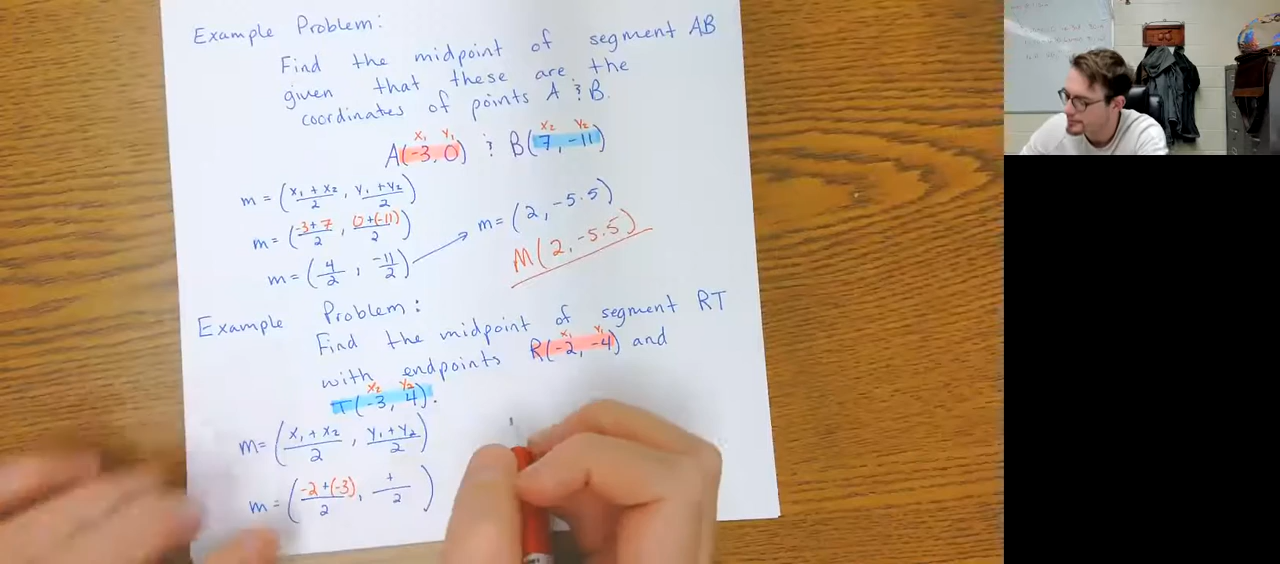 Example Problem:
Find the midpoint of segment AB
given that these are the
coordinates of points A & B.
x₁ y₁ x₂ y₂
A(-3, 0) & B(7, -11)
m = (x₁ + x₂ / 2 , y₁ + y₂ / 2)
m = (-3+7 / 2 , 0+(-11) / 2)
m = (4 / 2 , -11 / 2)
m = (2, -5.5)
M(2, -5.5)
Example Problem:
Find the midpoint of segment RT
x₁ y₁
with endpoints R(-2, -4) and
x₂ y₂
T(-3, 4).
m = (x₁ + x₂ / 2 , y₁ + y₂ / 2)
m = (-2 + (-3) / 2 , + / 2)